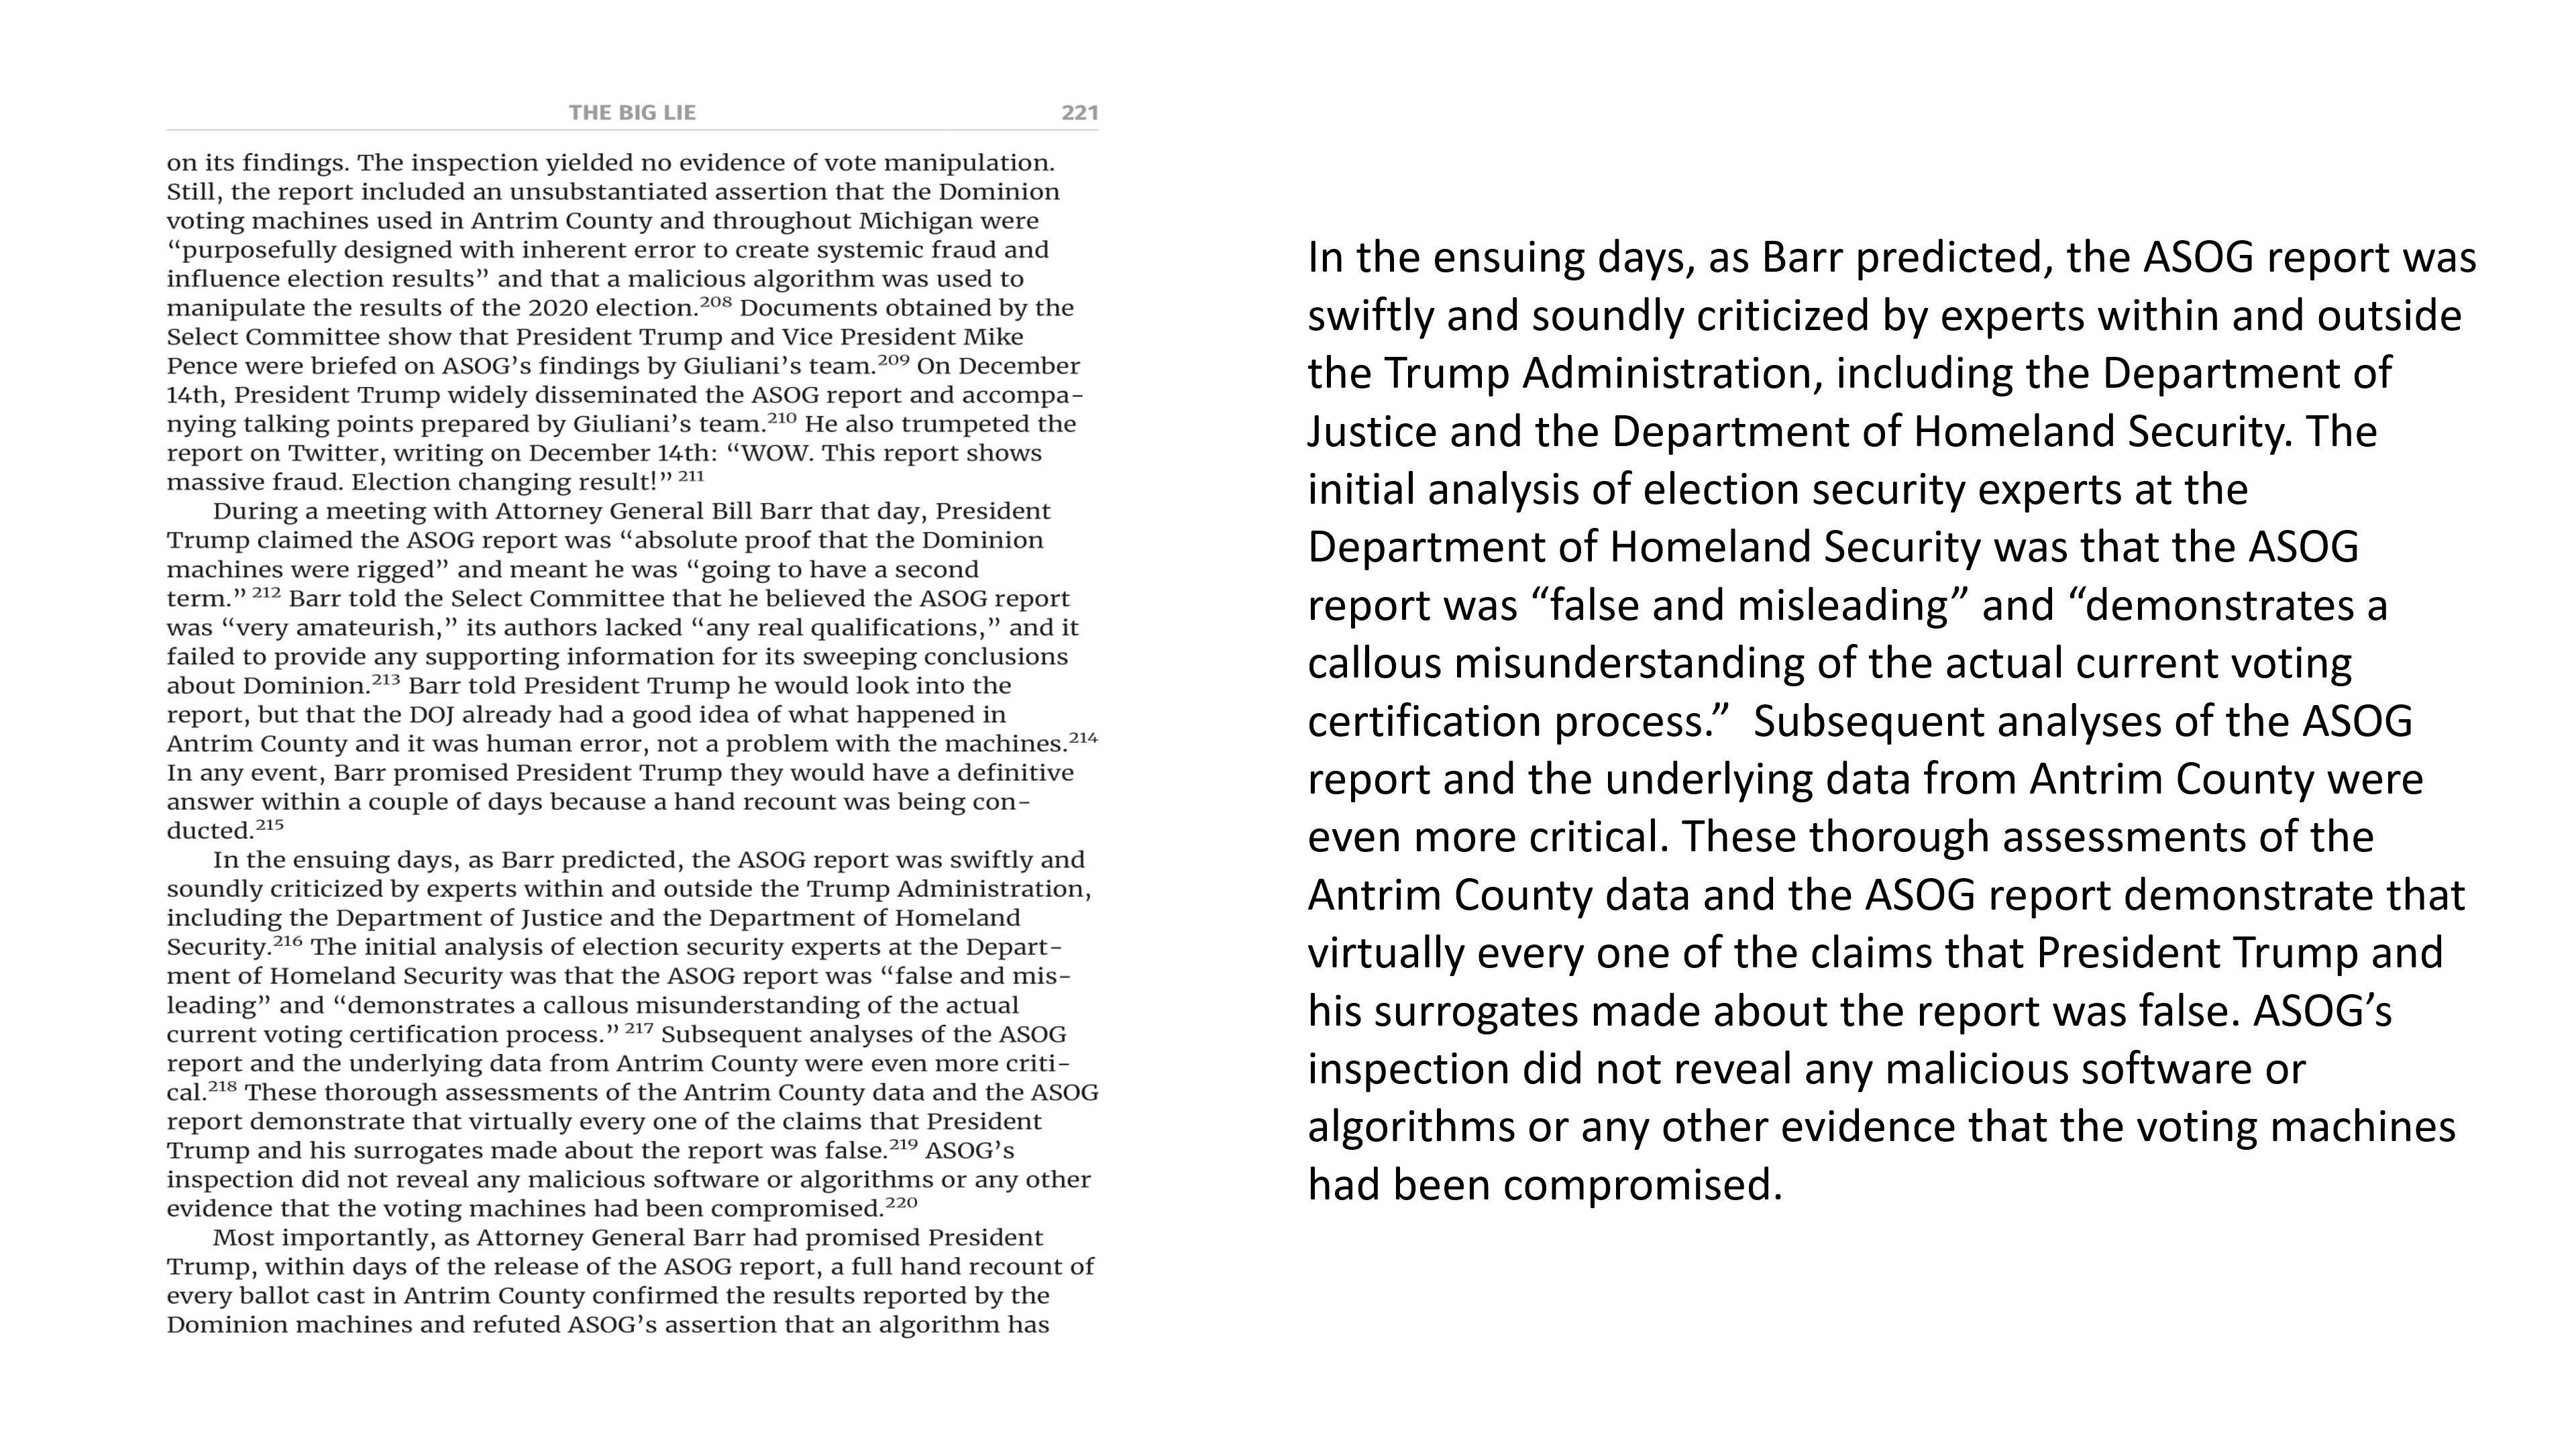 THE BIG LIE 221
on its findings. The inspection yielded no evidence of vote manipulation.
Still, the report included an unsubstantiated assertion that the Dominion
voting machines used in Antrim County and throughout Michigan were
“purposefully designed with inherent error to create systemic fraud and
influence election results” and that a malicious algorithm was used to
manipulate the results of the 2020 election.208 Documents obtained by the
Select Committee show that President Trump and Vice President Mike
Pence were briefed on ASOG’s findings by Giuliani’s team.209 On December
14th, President Trump widely disseminated the ASOG report and accompa-
nying talking points prepared by Giuliani’s team.210 He also trumpeted the
report on Twitter, writing on December 14th: “WOW. This report shows
massive fraud. Election changing result!” 211
During a meeting with Attorney General Bill Barr that day, President
Trump claimed the ASOG report was “absolute proof that the Dominion
machines were rigged” and meant he was “going to have a second
term.” 212 Barr told the Select Committee that he believed the ASOG report
was “very amateurish,” its authors lacked “any real qualifications,” and it
failed to provide any supporting information for its sweeping conclusions
about Dominion.213 Barr told President Trump he would look into the
report, but that the DOJ already had a good idea of what happened in
Antrim County and it was human error, not a problem with the machines.214
In any event, Barr promised President Trump they would have a definitive
answer within a couple of days because a hand recount was being con-
ducted.215
In the ensuing days, as Barr predicted, the ASOG report was swiftly and
soundly criticized by experts within and outside the Trump Administration,
including the Department of Justice and the Department of Homeland
Security.216 The initial analysis of election security experts at the Depart-
ment of Homeland Security was that the ASOG report was “false and mis-
leading” and “demonstrates a callous misunderstanding of the actual
current voting certification process.” 217 Subsequent analyses of the ASOG
report and the underlying data from Antrim County were even more criti-
cal.218 These thorough assessments of the Antrim County data and the ASOG
report demonstrate that virtually every one of the claims that President
Trump and his surrogates made about the report was false.219 ASOG’s
inspection did not reveal any malicious software or algorithms or any other
evidence that the voting machines had been compromised.220
Most importantly, as Attorney General Barr had promised President
Trump, within days of the release of the ASOG report, a full hand recount of
every ballot cast in Antrim County confirmed the results reported by the
Dominion machines and refuted ASOG’s assertion that an algorithm has
In the ensuing days, as Barr predicted, the ASOG report was
swiftly and soundly criticized by experts within and outside
the Trump Administration, including the Department of
Justice and the Department of Homeland Security. The
initial analysis of election security experts at the
Department of Homeland Security was that the ASOG
report was “false and misleading” and “demonstrates a
callous misunderstanding of the actual current voting
certification process.”  Subsequent analyses of the ASOG
report and the underlying data from Antrim County were
even more critical. These thorough assessments of the
Antrim County data and the ASOG report demonstrate that
virtually every one of the claims that President Trump and
his surrogates made about the report was false. ASOG’s
inspection did not reveal any malicious software or
algorithms or any other evidence that the voting machines
had been compromised.